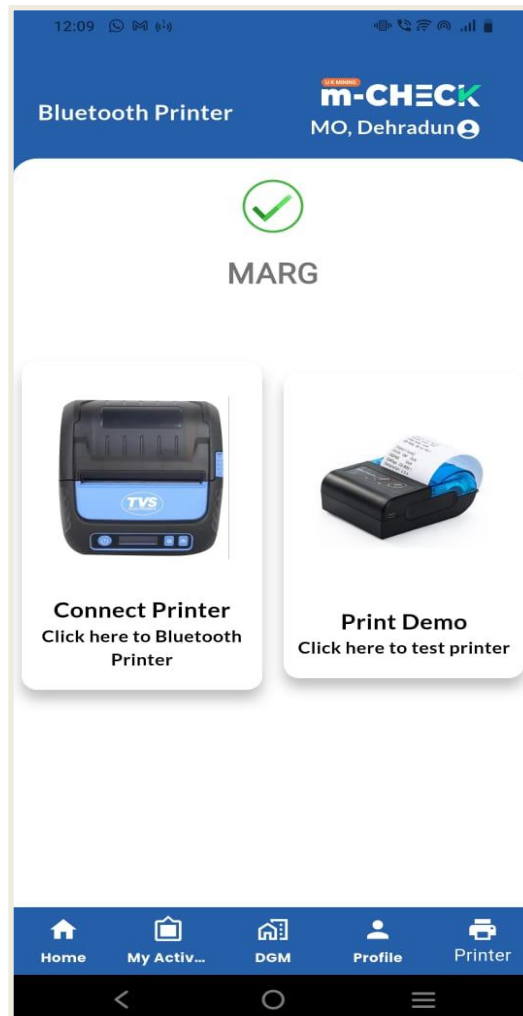 12:09
Bluetooth Printer
U K MINING
m-CHECK
MO, Dehradun
MARG
TVS
Connect Printer
Click here to Bluetooth
Printer
Print Demo
Click here to test printer
Home
My Activ...
DGM
Profile
Printer